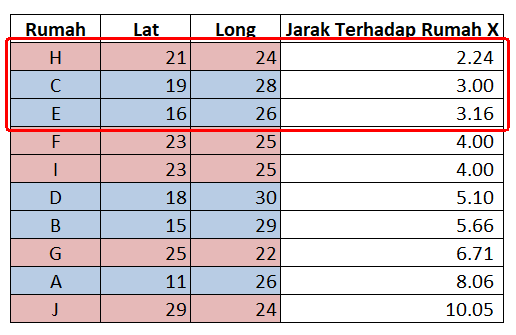 Rumah Lat Long Jarak Terhadap Rumah X
H 21 24 2.24
C 19 28 3.00
E 16 26 3.16
F 23 25 4.00
I 23 25 4.00
D 18 30 5.10
B 15 29 5.66
G 25 22 6.71
A 11 26 8.06
J 29 24 10.05